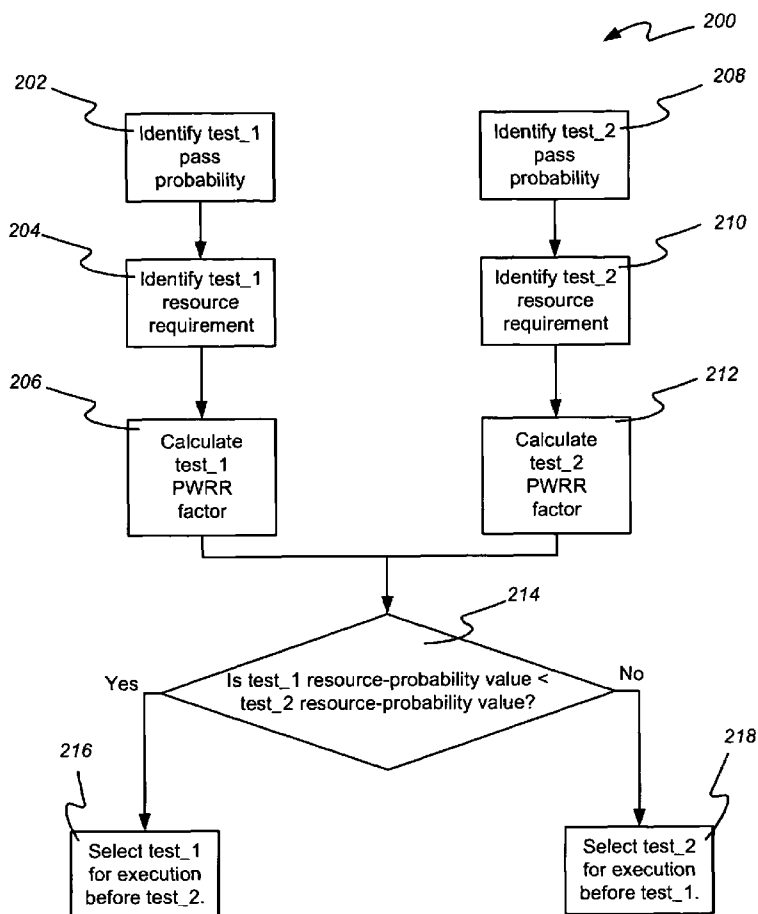 200
202
208
Identify test_1
pass
probability
Identify test_2
pass
probability
204
210
Identify test_1
resource
requirement
Identify test_2
resource
requirement
206
212
Calculate
test_1
PWRR
factor
Calculate
test_2
PWRR
factor
214
Yes
Is test_1 resource-probability value <
test_2 resource-probability value?
No
216
218
Select test_1
for execution
before test_2.
Select test_2
for execution
before test_1.